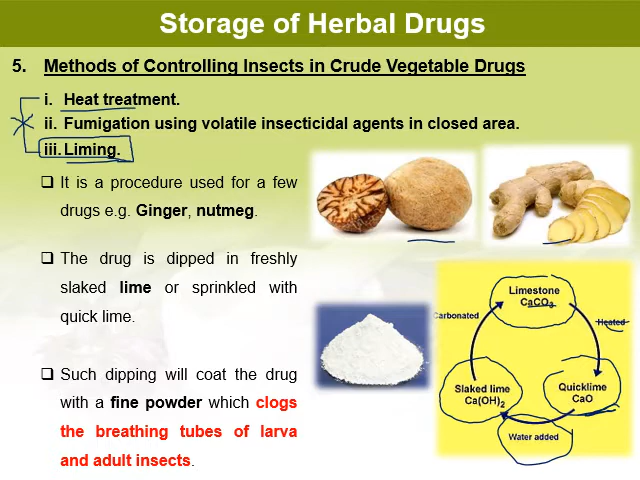 Storage of Herbal Drugs
5. Methods of Controlling Insects in Crude Vegetable Drugs
i. Heat treatment.
ii. Fumigation using volatile insecticidal agents in closed area.
iii. Liming.
❑ It is a procedure used for a few
drugs e.g. Ginger, nutmeg.
❑ The drug is dipped in freshly
slaked lime or sprinkled with
quick lime.
❑ Such dipping will coat the drug
with a fine powder which clogs
the breathing tubes of larva
and adult insects.
Limestone
CaCO₃
Carbonated
Heated
Slaked lime
Ca(OH)₂
Quicklime
CaO
Water added